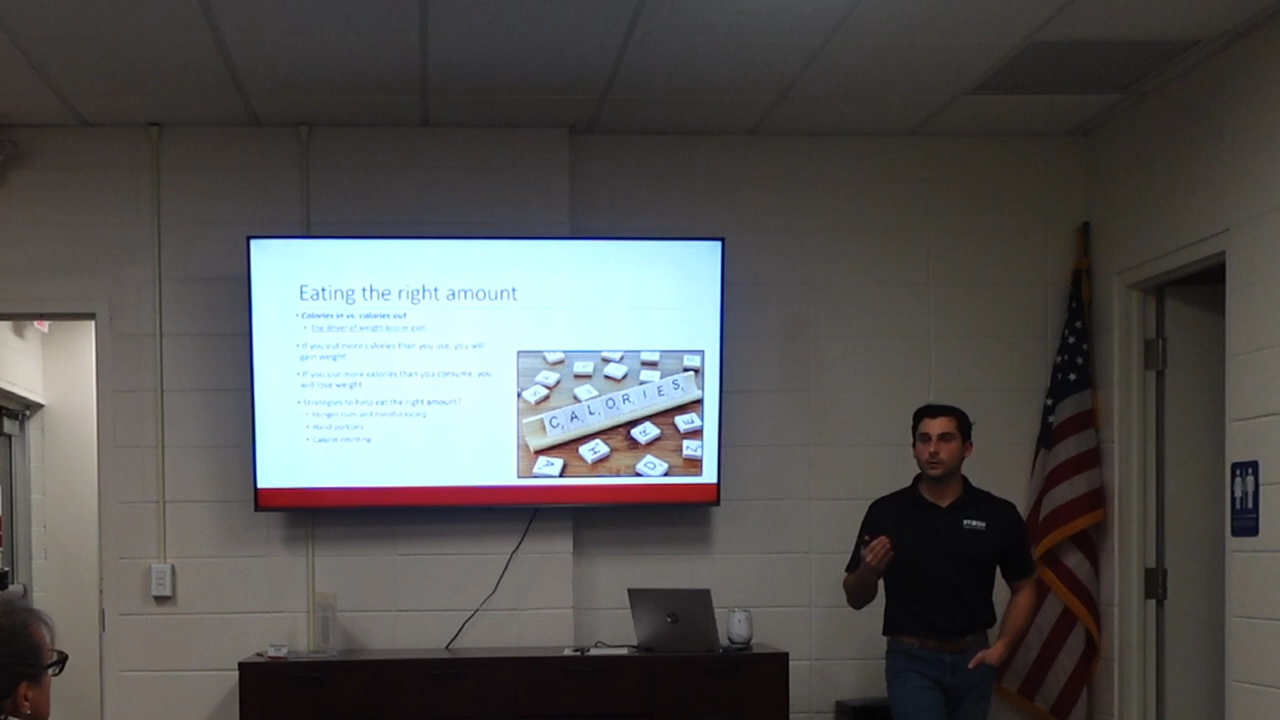 Eating the right amount
• Calories in vs. calories out
• The driver of weight loss or gain
• If you eat more calories than you use, you will
gain weight
• If you use more calories than you consume, you
will lose weight
• Strategies to help eat the right amount?
• Hunger cues and mindful eating
• Hand portions
• Calorie counting
CALORIES